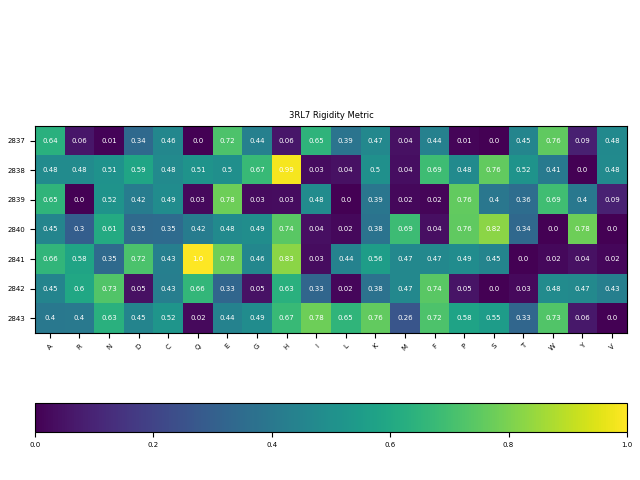 3RL7 Rigidity Metric
2837 0.64 0.06 0.01 0.34 0.46 0.0 0.72 0.44 0.06 0.65 0.39 0.47 0.04 0.44 0.01 0.0 0.45 0.76 0.09 0.48
2838 0.48 0.48 0.51 0.59 0.48 0.51 0.5 0.67 0.99 0.03 0.04 0.5 0.04 0.69 0.48 0.76 0.52 0.41 0.0 0.48
2839 0.65 0.0 0.52 0.42 0.49 0.03 0.78 0.03 0.03 0.48 0.0 0.39 0.02 0.02 0.76 0.4 0.36 0.69 0.4 0.09
2840 0.45 0.3 0.61 0.35 0.35 0.42 0.48 0.49 0.74 0.04 0.02 0.38 0.69 0.04 0.76 0.82 0.34 0.0 0.78 0.0
2841 0.66 0.58 0.35 0.72 0.43 1.0 0.78 0.46 0.83 0.03 0.44 0.56 0.47 0.47 0.49 0.45 0.0 0.02 0.04 0.02
2842 0.45 0.6 0.73 0.05 0.43 0.66 0.33 0.05 0.63 0.33 0.02 0.38 0.47 0.74 0.05 0.0 0.03 0.48 0.47 0.43
2843 0.4 0.4 0.63 0.45 0.52 0.02 0.44 0.49 0.67 0.78 0.65 0.76 0.26 0.72 0.58 0.55 0.33 0.73 0.06 0.0
A R N D C Q E G H I L K M F P S T W Y V
0.0 0.2 0.4 0.6 0.8 1.0